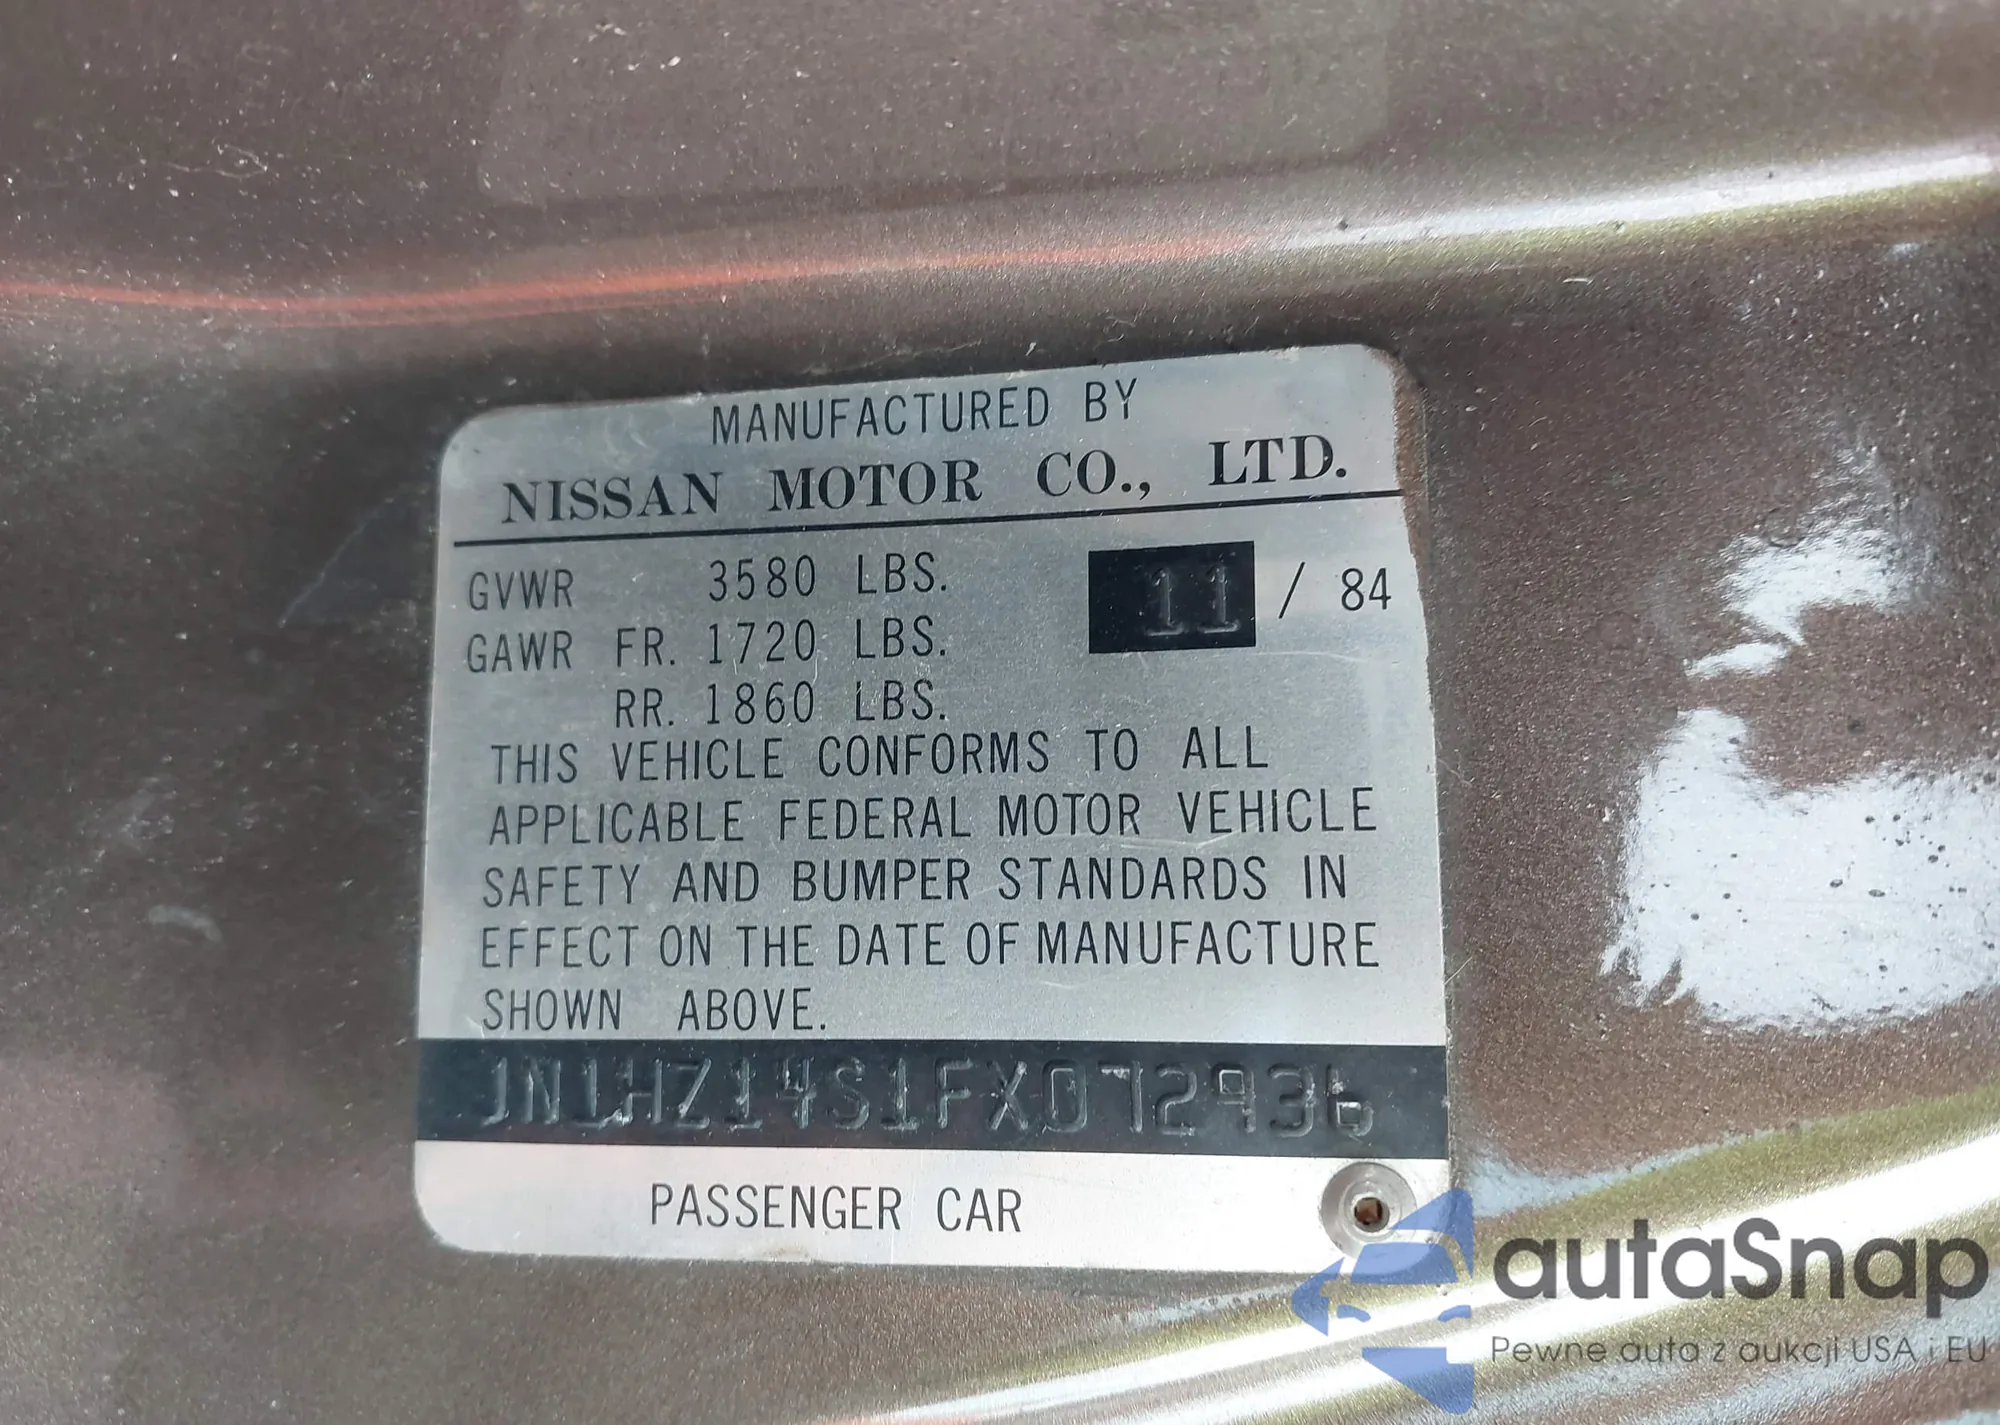 MANUFACTURED BY
NISSAN MOTOR CO., LTD.
GVWR 3580 LBS. 11 / 84
GAWR FR. 1720 LBS.
RR. 1860 LBS.
THIS VEHICLE CONFORMS TO ALL
APPLICABLE FEDERAL MOTOR VEHICLE
SAFETY AND BUMPER STANDARDS IN
EFFECT ON THE DATE OF MANUFACTURE
SHOWN ABOVE.
JN1HZ14S1FX072936
PASSENGER CAR
autaSnap
Pewne auta z aukcji USA i EU